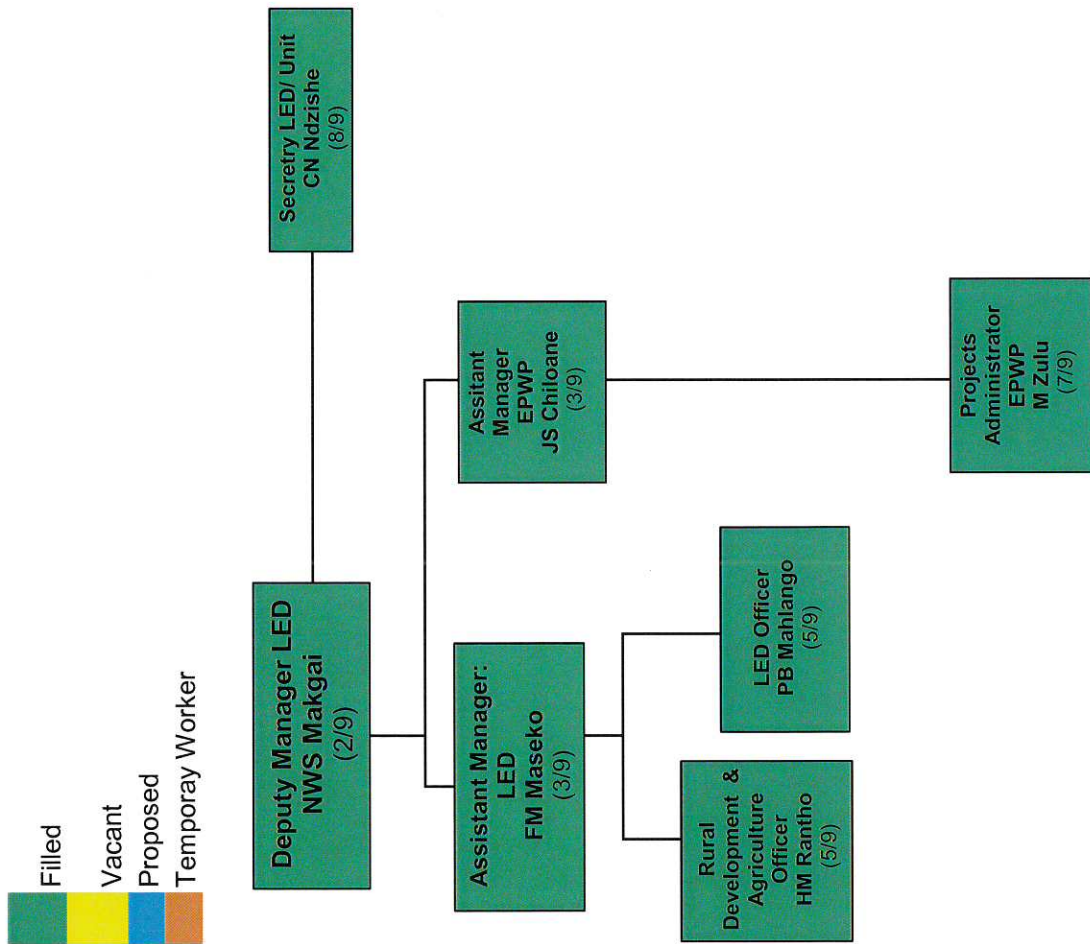 Filled
Vacant
Proposed
Temporay Worker
Deputy Manager LED
NWS Makgai
(2/9)
Secretry LED/ Unit
CN Ndzishe
(8/9)
Assistant Manager:
LED
FM Maseko
(3/9)
Assitant
Manager
EPWP
JS Chiloane
(3/9)
Rural
Development &
Agriculture
Officer
HM Rantho
(5/9)
LED Officer
PB Mahlango
(5/9)
Projects
Administrator
EPWP
M Zulu
(7/9)